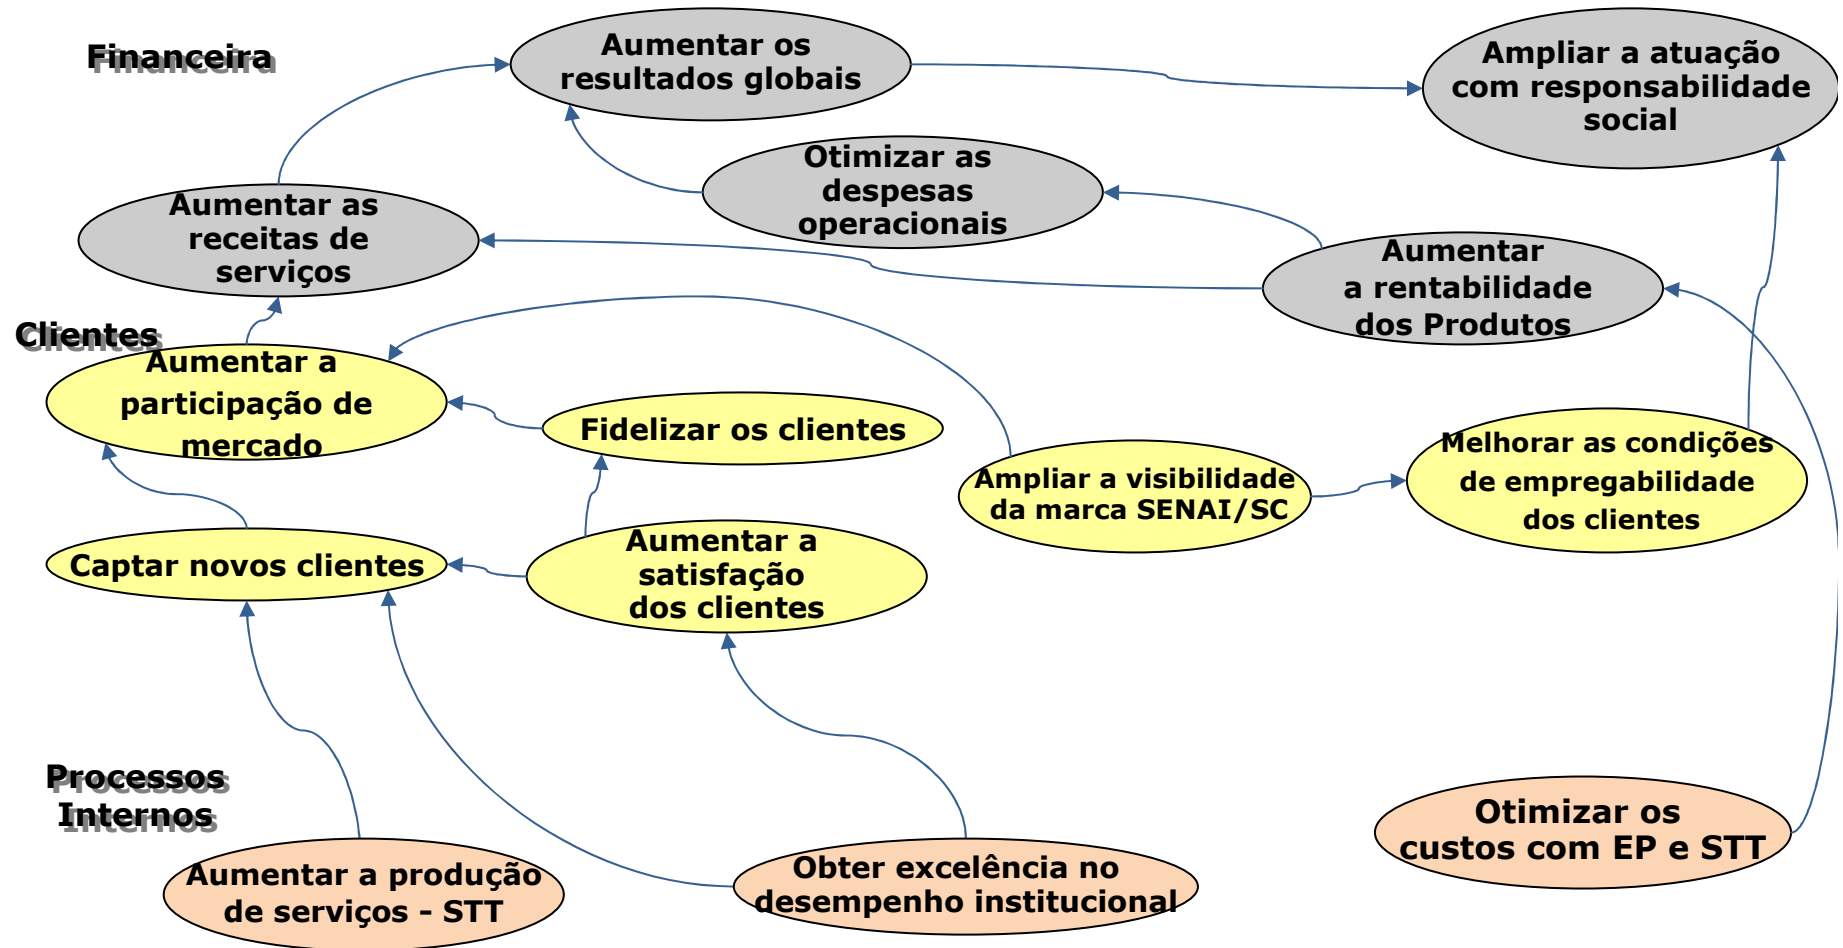 Financeira
Aumentar os
resultados globais
Ampliar a atuação
com responsabilidade
social
Otimizar as
despesas
operacionais
Aumentar as
receitas de
serviços
Aumentar
a rentabilidade
dos Produtos
Clientes
Aumentar a
participação de
mercado
Fidelizar os clientes
Ampliar a visibilidade
da marca SENAI/SC
Melhorar as condições
de empregabilidade
dos clientes
Captar novos clientes
Aumentar a
satisfação
dos clientes
Processos
Internos
Aumentar a produção
de serviços - STT
Obter excelência no
desempenho institucional
Otimizar os
custos com EP e STT